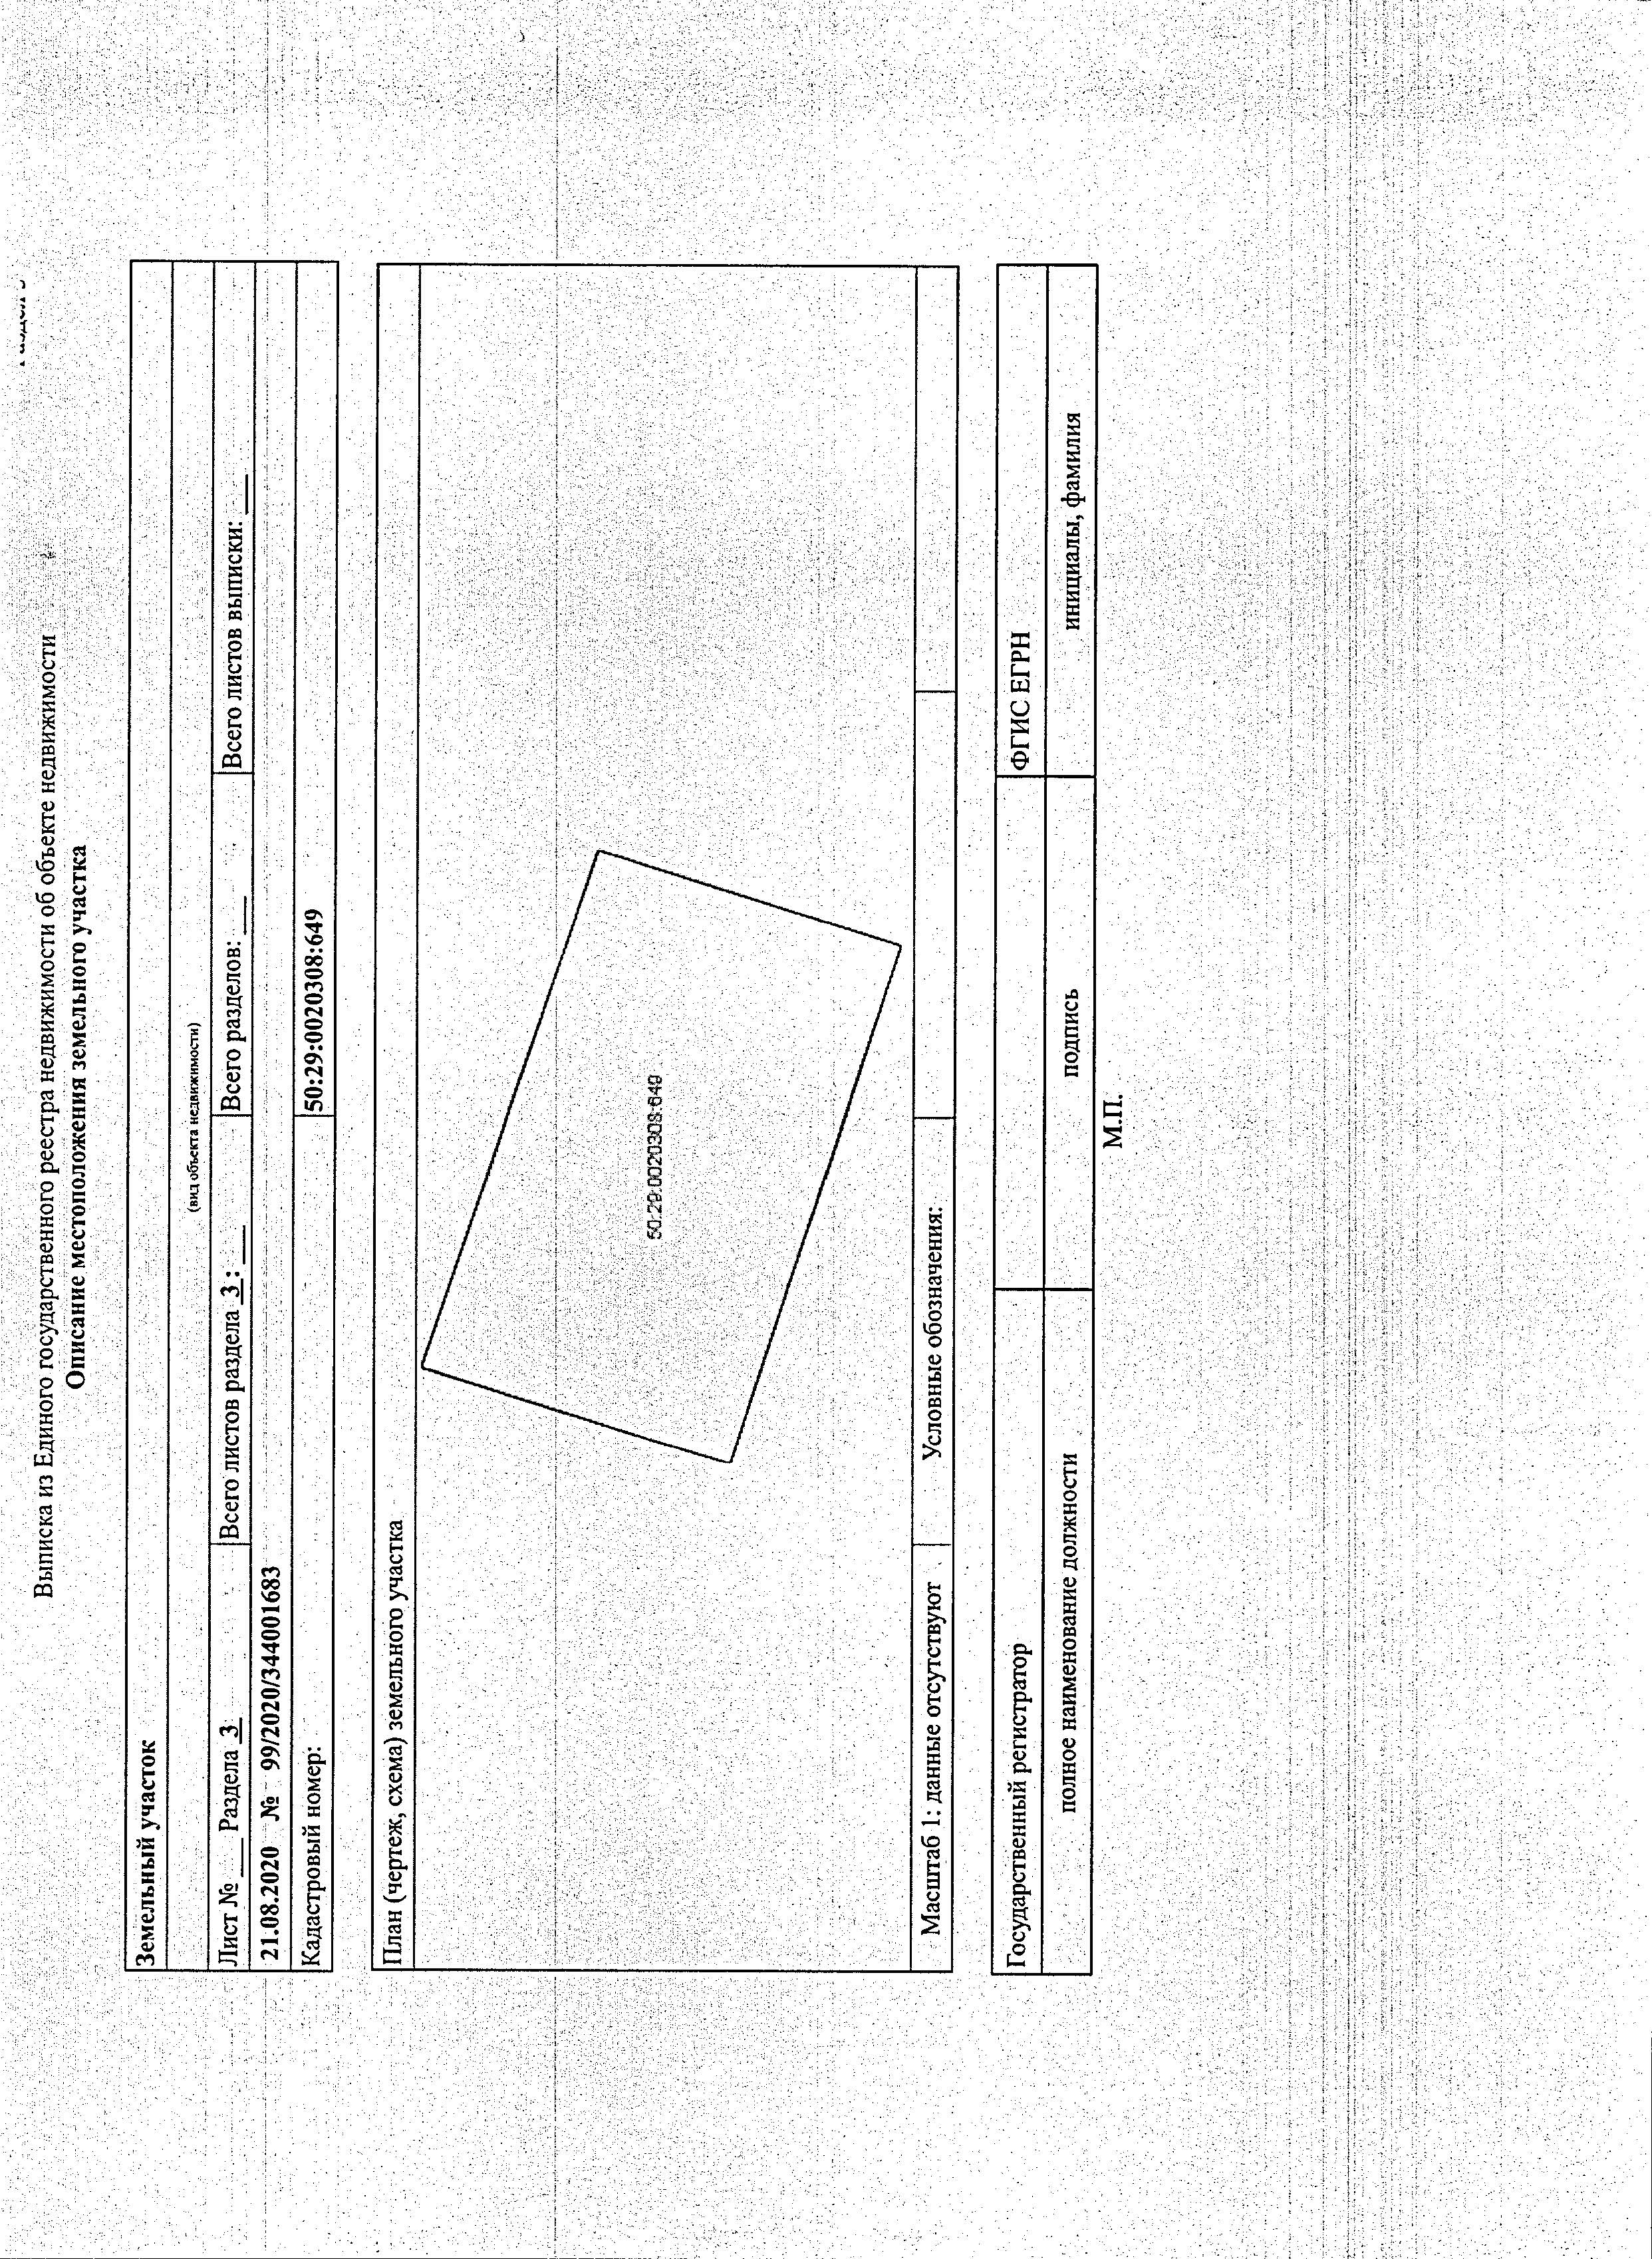 Выписка из Единого государственного реестра недвижимости об объекте недвижимости
Описание местоположения земельного участка
Земельный участок
(вид объекта недвижимости)
Лист № ___ Раздела 3 Всего листов раздела 3 : ___ Всего разделов: ___ Всего листов выписки: ___
21.08.2020 № 99/2020/344001683
Кадастровый номер: 50:29:0020308:649
План (чертеж, схема) земельного участка
50:29:0020308:649
Масштаб 1: данные отсутствуют Условные обозначения:
Государственный регистратор ФГИС ЕГРН
полное наименование должности подпись инициалы, фамилия
М.П.